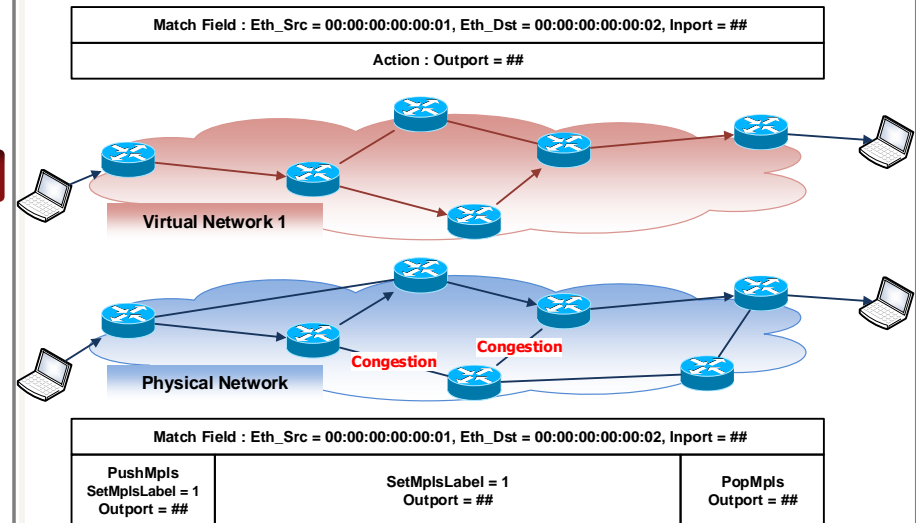 Match Field : Eth_Src = 00:00:00:00:00:01, Eth_Dst = 00:00:00:00:00:02, Inport = ##
Action : Outport = ##
Virtual Network 1
Congestion
Congestion
Physical Network
Match Field : Eth_Src = 00:00:00:00:00:01, Eth_Dst = 00:00:00:00:00:02, Inport = ##
PushMpls
SetMplsLabel = 1
Outport = ##
SetMplsLabel = 1
Outport = ##
PopMpls
Outport = ##